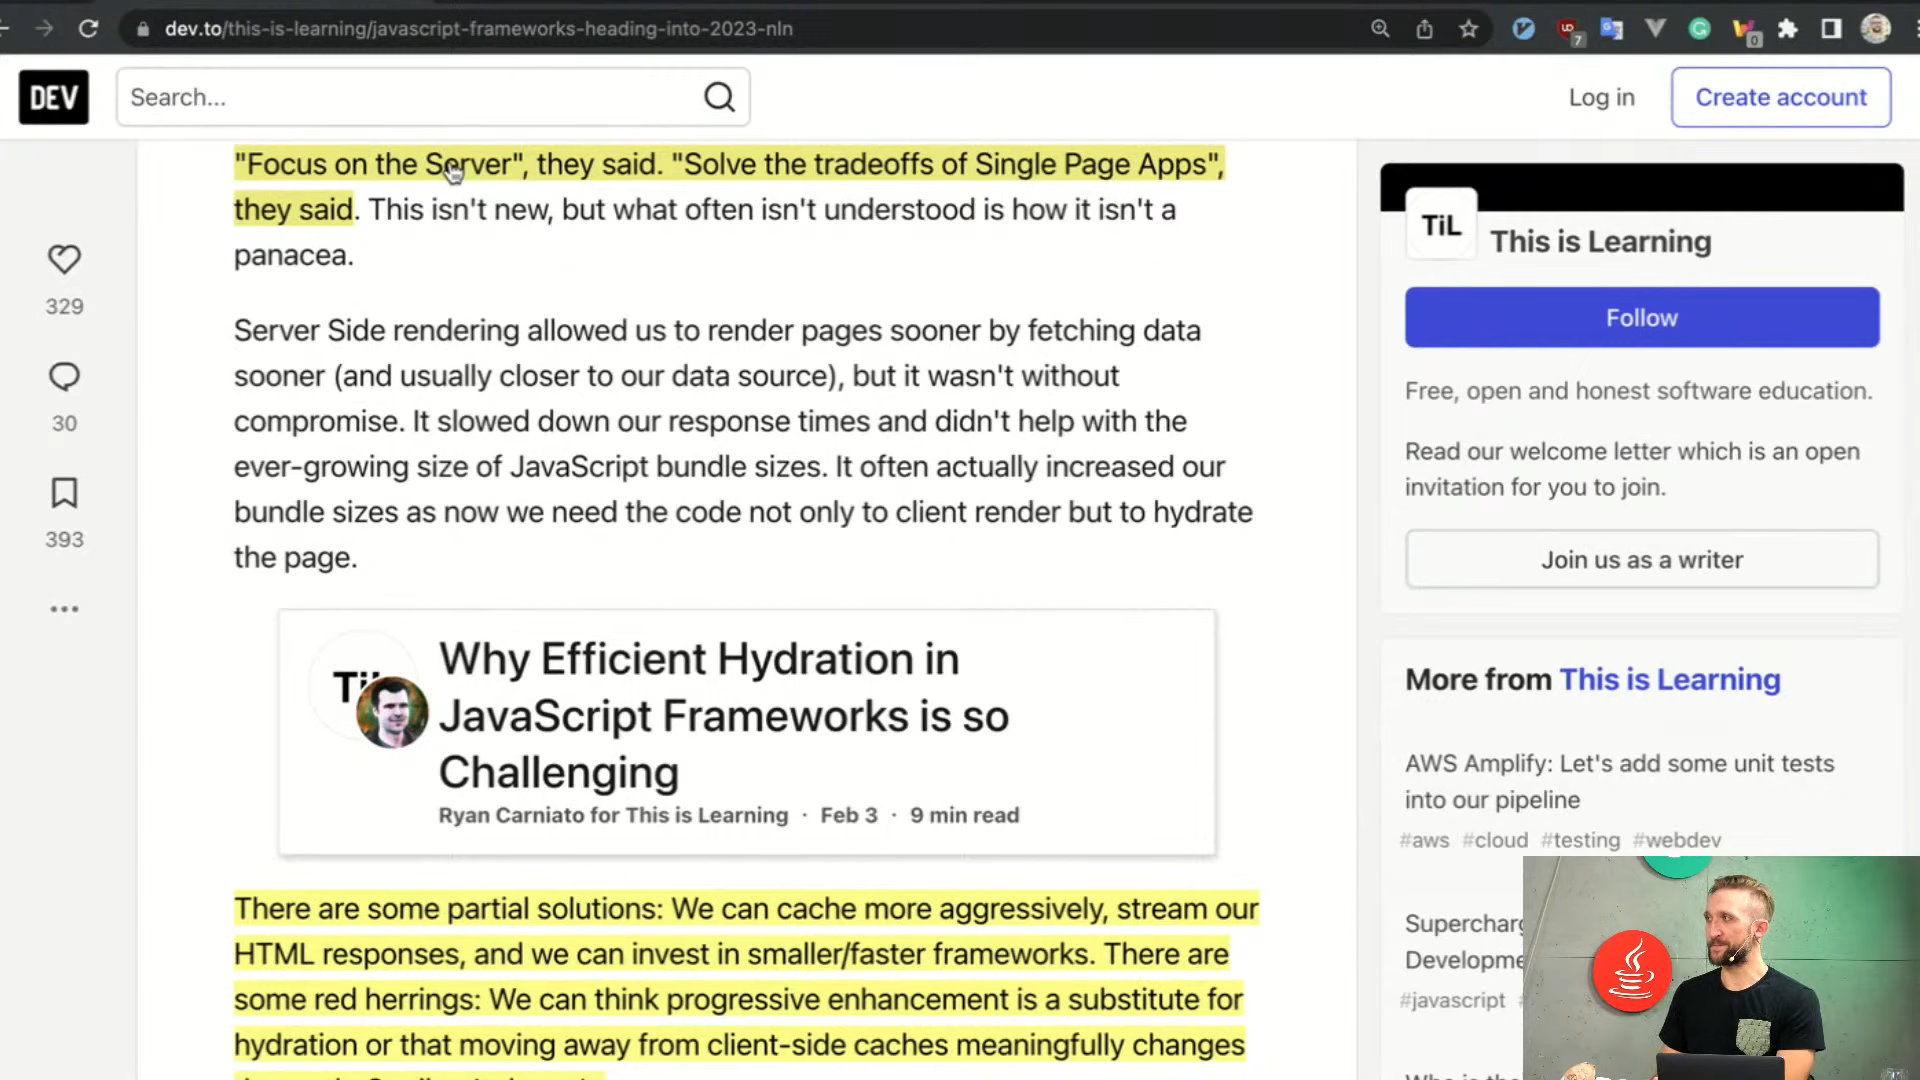 dev.to/this-is-learning/javascript-frameworks-heading-into-2023-nln
7
0
DEV
Search...
Log in
Create account
"Focus on the Server", they said. "Solve the tradeoffs of Single Page Apps",
they said. This isn't new, but what often isn't understood is how it isn't a
panacea.
Server Side rendering allowed us to render pages sooner by fetching data
sooner (and usually closer to our data source), but it wasn't without
compromise. It slowed down our response times and didn't help with the
ever-growing size of JavaScript bundle sizes. It often actually increased our
bundle sizes as now we need the code not only to client render but to hydrate
the page.
329
30
393
Why Efficient Hydration in
JavaScript Frameworks is so
Challenging
Ryan Carniato for This is Learning · Feb 3 · 9 min read
There are some partial solutions: We can cache more aggressively, stream our
HTML responses, and we can invest in smaller/faster frameworks. There are
some red herrings: We can think progressive enhancement is a substitute for
hydration or that moving away from client-side caches meaningfully changes
TiL
This is Learning
Follow
Free, open and honest software education.
Read our welcome letter which is an open
invitation for you to join.
Join us as a writer
More from This is Learning
AWS Amplify: Let's add some unit tests
into our pipeline
#aws #cloud #testing #webdev
#javascript